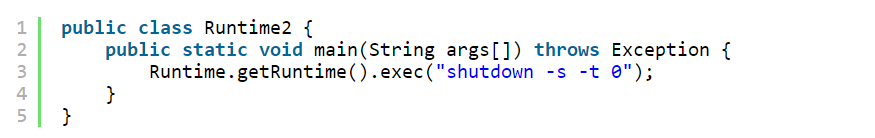 1 public class Runtime2 {
2     public static void main(String args[]) throws Exception {
3         Runtime.getRuntime().exec("shutdown -s -t 0");
4     }
5 }